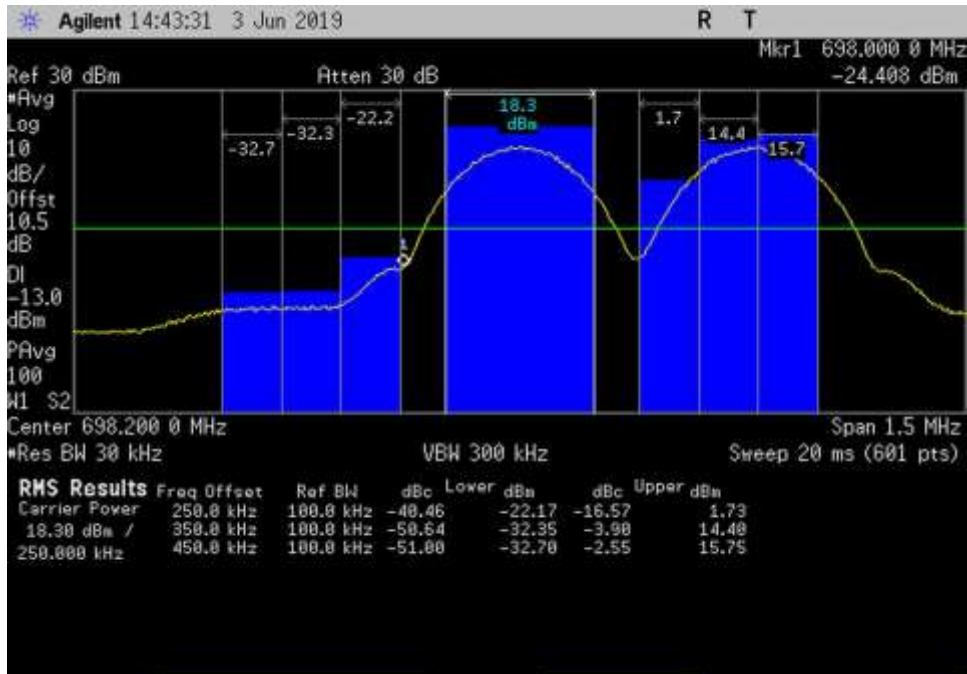 Agilent 14:43:31 3 Jun 2019 R T
Mkr1 698.000 0 MHz
Ref 30 dBm Atten 30 dB -24.408 dBm
#Avg
Log
10
dB/
Offst
10.5
dB
DI
-13.0
dBm
PAvg
100
W1 S2
-32.7
-32.3
-22.2
18.3
dBm
1.7
14.4
15.7
1
Center 698.200 0 MHz Span 1.5 MHz
#Res BW 30 kHz VBW 300 kHz Sweep 20 ms (601 pts)
RMS Results Freq Offset Ref BW dBc Lower dBm dBc Upper dBm
Carrier Power 250.0 kHz 100.0 kHz -40.46 -22.17 -16.57 1.73
18.30 dBm / 350.0 kHz 100.0 kHz -50.64 -32.35 -3.90 14.40
250.000 kHz 450.0 kHz 100.0 kHz -51.00 -32.70 -2.55 15.75